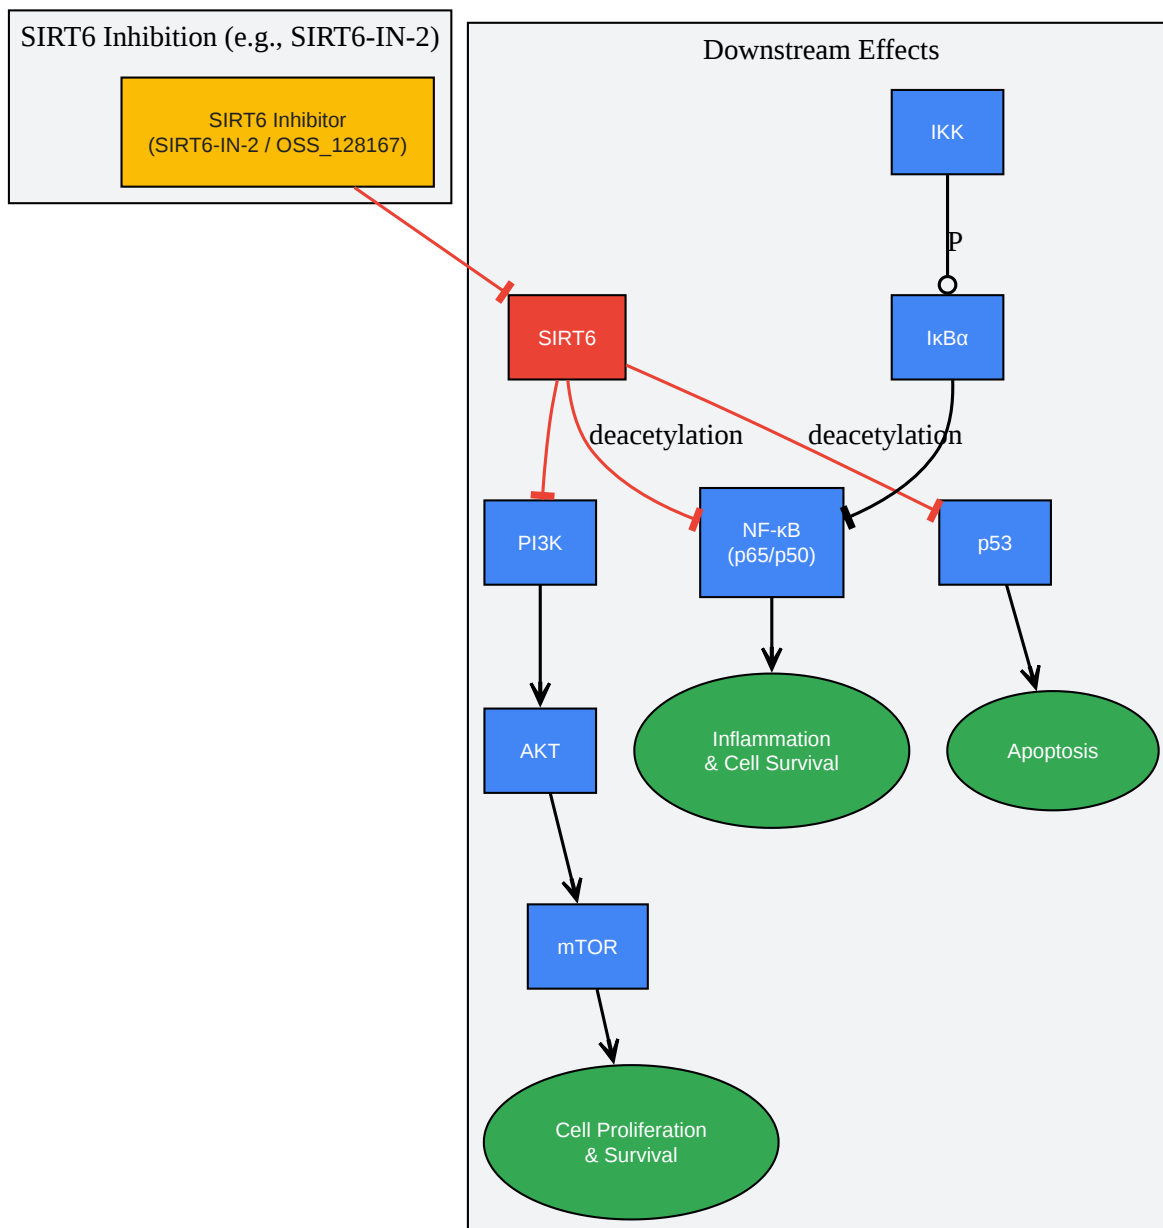 SIRT6 Inhibition (e.g., SIRT6-IN-2)
SIRT6 Inhibitor
(SIRT6-IN-2 / OSS_128167)
Downstream Effects
IKK
P
SIRT6
IκBα
deacetylation
deacetylation
PI3K
NF-κB
(p65/p50)
p53
AKT
Inflammation
& Cell Survival
Apoptosis
mTOR
Cell Proliferation
& Survival